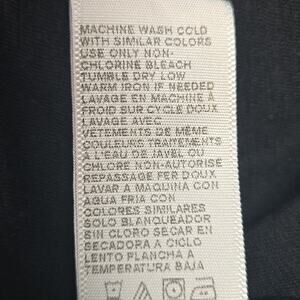 MACHINE WASH COLD
WITH SIMILAR COLORS
USE ONLY NON-
CHLORINE BLEACH
TUMBLE DRY LOW
WARM IRON IF NEEDED
LAVAGE EN MACHINE À
FROID SUR CYCLE DOUX
LAVAGE AVEC
VÊTEMENTS DE MÊME
COULEURS TRAITEMENTS
A L'EAU DE JAVEL OU
CHLORE NON-AUTORISE
REPASSAGE FER DOUX
LAVAR A MAQUINA CON
AGUA FRIA CON
COLORES SIMILARES
SOLO BLANQUEADOR
SIN CLORO SECAR EN
SECADORA A CICLO
LENTO PLANCHA A
TEMPERATURA BAJA